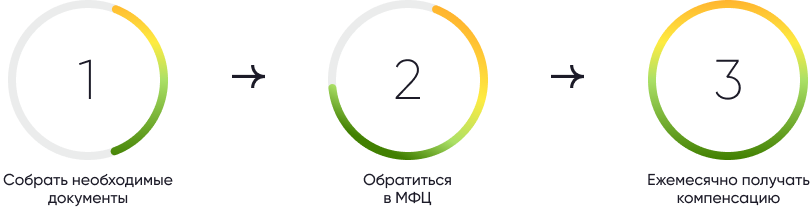 1
2
3
Собрать необходимые
документы
Обратиться
в МФЦ
Ежемесячно получать
компенсацию